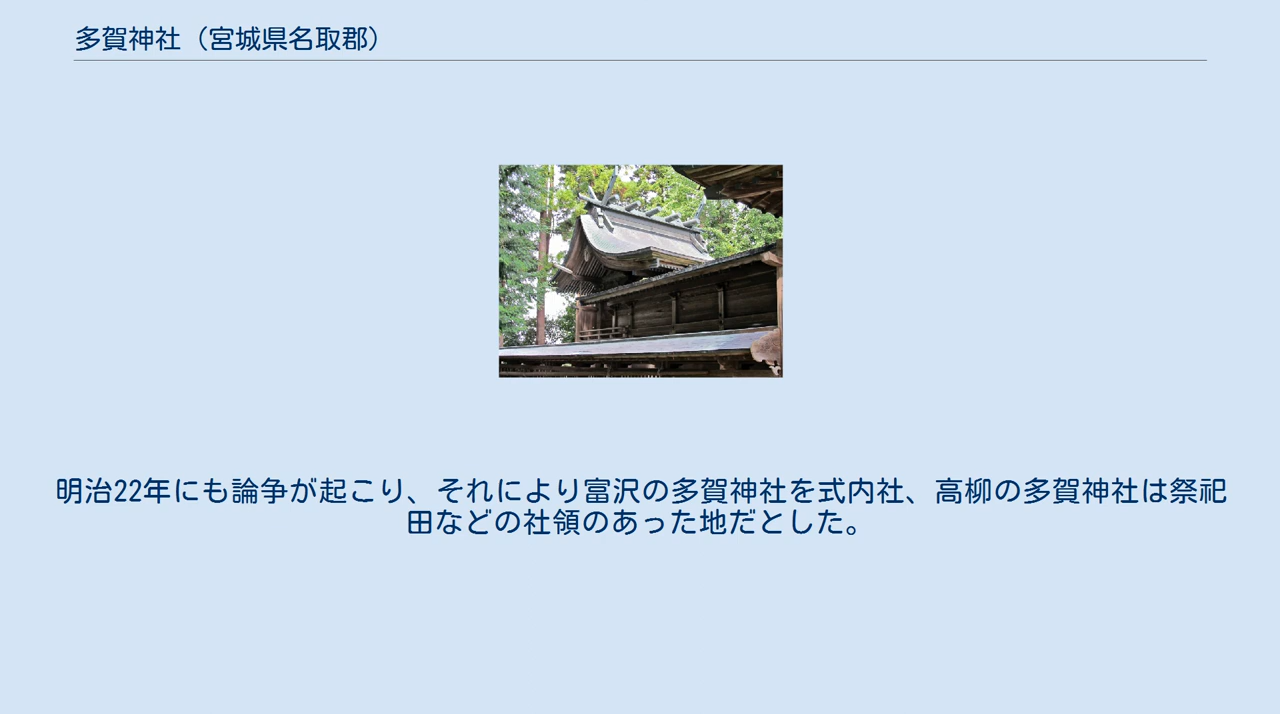 多賀神社（宮城県名取郡）
明治22年にも論争が起こり、それにより富沢の多賀神社を式内社、高柳の多賀神社は祭祀
田などの社領のあった地だとした。